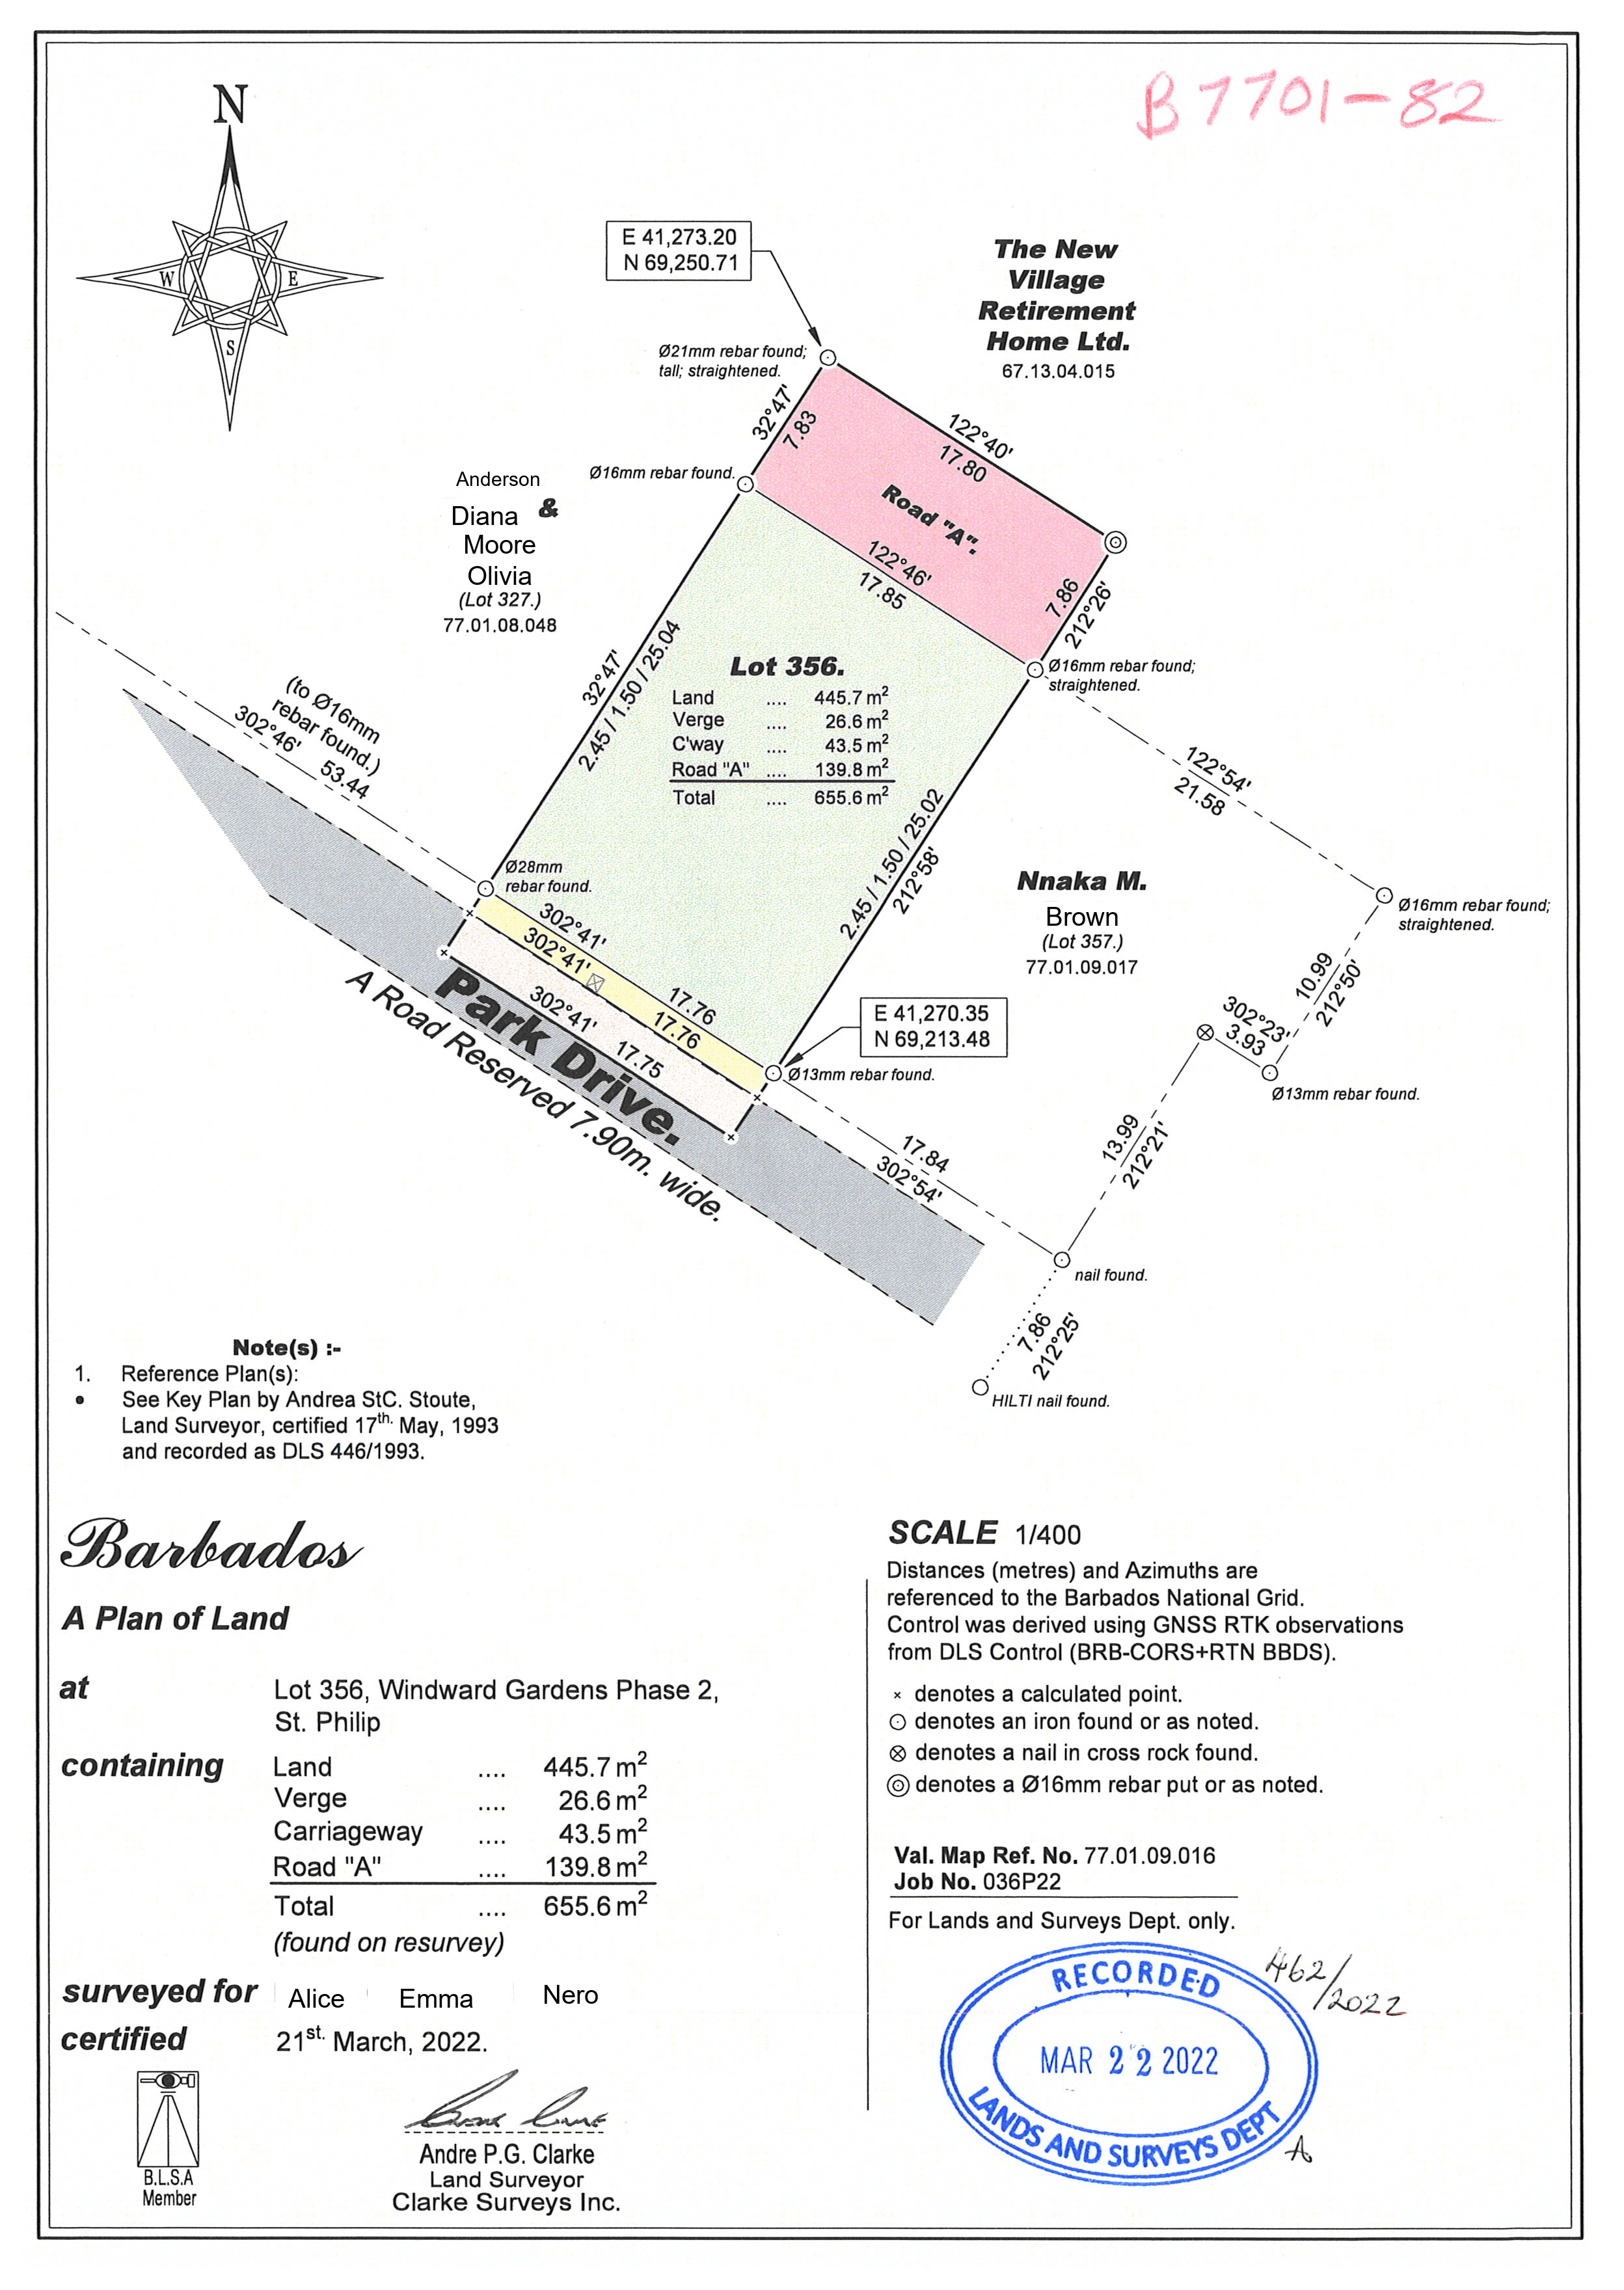 B7701-82
N
W
E
S
E 41,273.20
N 69,250.71
The New
Village
Retirement
Home Ltd.
67.13.04.015
Ø21mm rebar found;
tall; straightened.
32°47'
7.83
122°40'
17.80
Ø16mm rebar found.
Road "A".
Anderson
Diana &
Moore
Olivia
(Lot 327.)
77.01.08.048
122°46'
17.85
7.86
212°26'
Ø16mm rebar found;
straightened.
32°47'
2.45 / 1.50 / 25.04
Lot 356.
Land .... 445.7 m²
Verge .... 26.6 m²
C'way .... 43.5 m²
Road "A" .... 139.8 m²
Total .... 655.6 m²
(to Ø16mm
rebar found.)
302°46'
53.44
122°54'
21.58
2.45 / 1.50 / 25.02
212°58'
Ø28mm
rebar found.
Nnaka M.
Brown
(Lot 357.)
77.01.09.017
Ø16mm rebar found;
straightened.
302°41'
17.76
302°41'
17.76
302°41'
17.75
Park Drive.
A Road Reserved 7.90m. wide.
E 41,270.35
N 69,213.48
Ø13mm rebar found.
10.99
212°50'
302°23'
3.93
Ø13mm rebar found.
13.99
212°21'
17.84
302°54'
nail found.
7.86
212°25'
HILTI nail found.
Note(s) :-
1. Reference Plan(s):
• See Key Plan by Andrea StC. Stoute,
Land Surveyor, certified 17th. May, 1993
and recorded as DLS 446/1993.
Barbados
A Plan of Land
at Lot 356, Windward Gardens Phase 2,
St. Philip
containing Land .... 445.7 m²
Verge .... 26.6 m²
Carriageway .... 43.5 m²
Road "A" .... 139.8 m²
Total .... 655.6 m²
(found on resurvey)
surveyed for Alice Emma Nero
certified 21st. March, 2022.
B.L.S.A
Member
Andre P.G. Clarke
Land Surveyor
Clarke Surveys Inc.
SCALE 1/400
Distances (metres) and Azimuths are
referenced to the Barbados National Grid.
Control was derived using GNSS RTK observations
from DLS Control (BRB-CORS+RTN BBDS).
× denotes a calculated point.
⊙ denotes an iron found or as noted.
⊗ denotes a nail in cross rock found.
◎ denotes a Ø16mm rebar put or as noted.
Val. Map Ref. No. 77.01.09.016
Job No. 036P22
For Lands and Surveys Dept. only.
462/2022
RECORDED
MAR 22 2022
LANDS AND SURVEYS DEPT
A